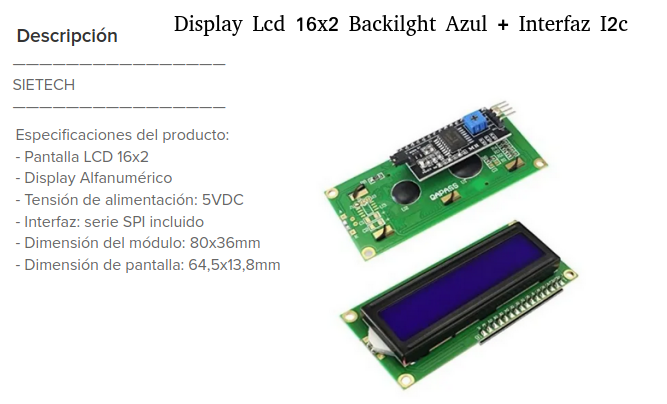 Display Lcd 16x2 Backilght Azul + Interfaz I2c
Descripción
————————————————
SIETECH
————————————————
Especificaciones del producto:
- Pantalla LCD 16x2
- Display Alfanumérico
- Tensión de alimentación: 5VDC
- Interfaz: serie SPI incluido
- Dimensión del módulo: 80x36mm
- Dimensión de pantalla: 64,5x13,8mm
QAPASS